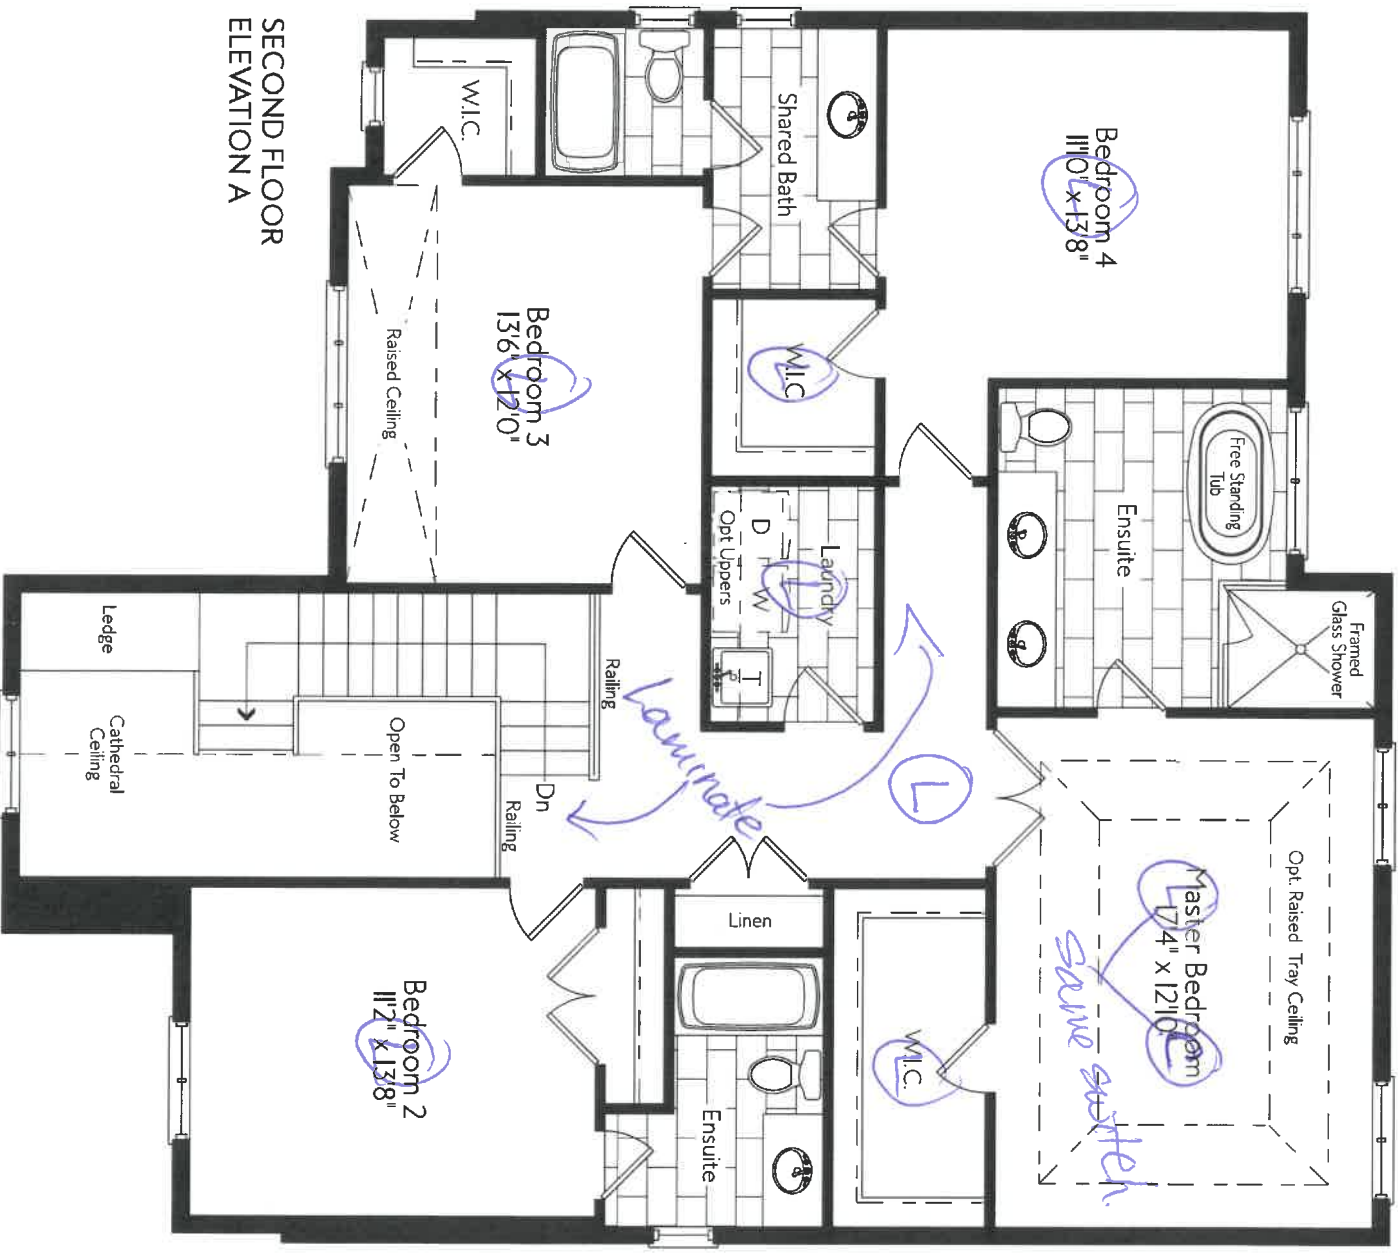 SECOND FLOOR
ELEVATION A
Bedroom 4
11'10" x 13'8"
L
Shared Bath
W.I.C.
W.I.C
L
Bedroom 3
13'6" x 12'0"
L
Raised Ceiling
Free Standing
Tub
Ensuite
Framed
Glass Shower
Laundry
L
D
W
Opt Uppers
T
Ledge
Railing
Laminate
L
Cathedral
Ceiling
Open To Below
Dn
Railing
Opt. Raised Tray Ceiling
Master Bedroom
17'4" x 12'10"
L
L
same switch.
Linen
W.I.C.
L
Bedroom 2
11'2" x 13'8"
L
Ensuite